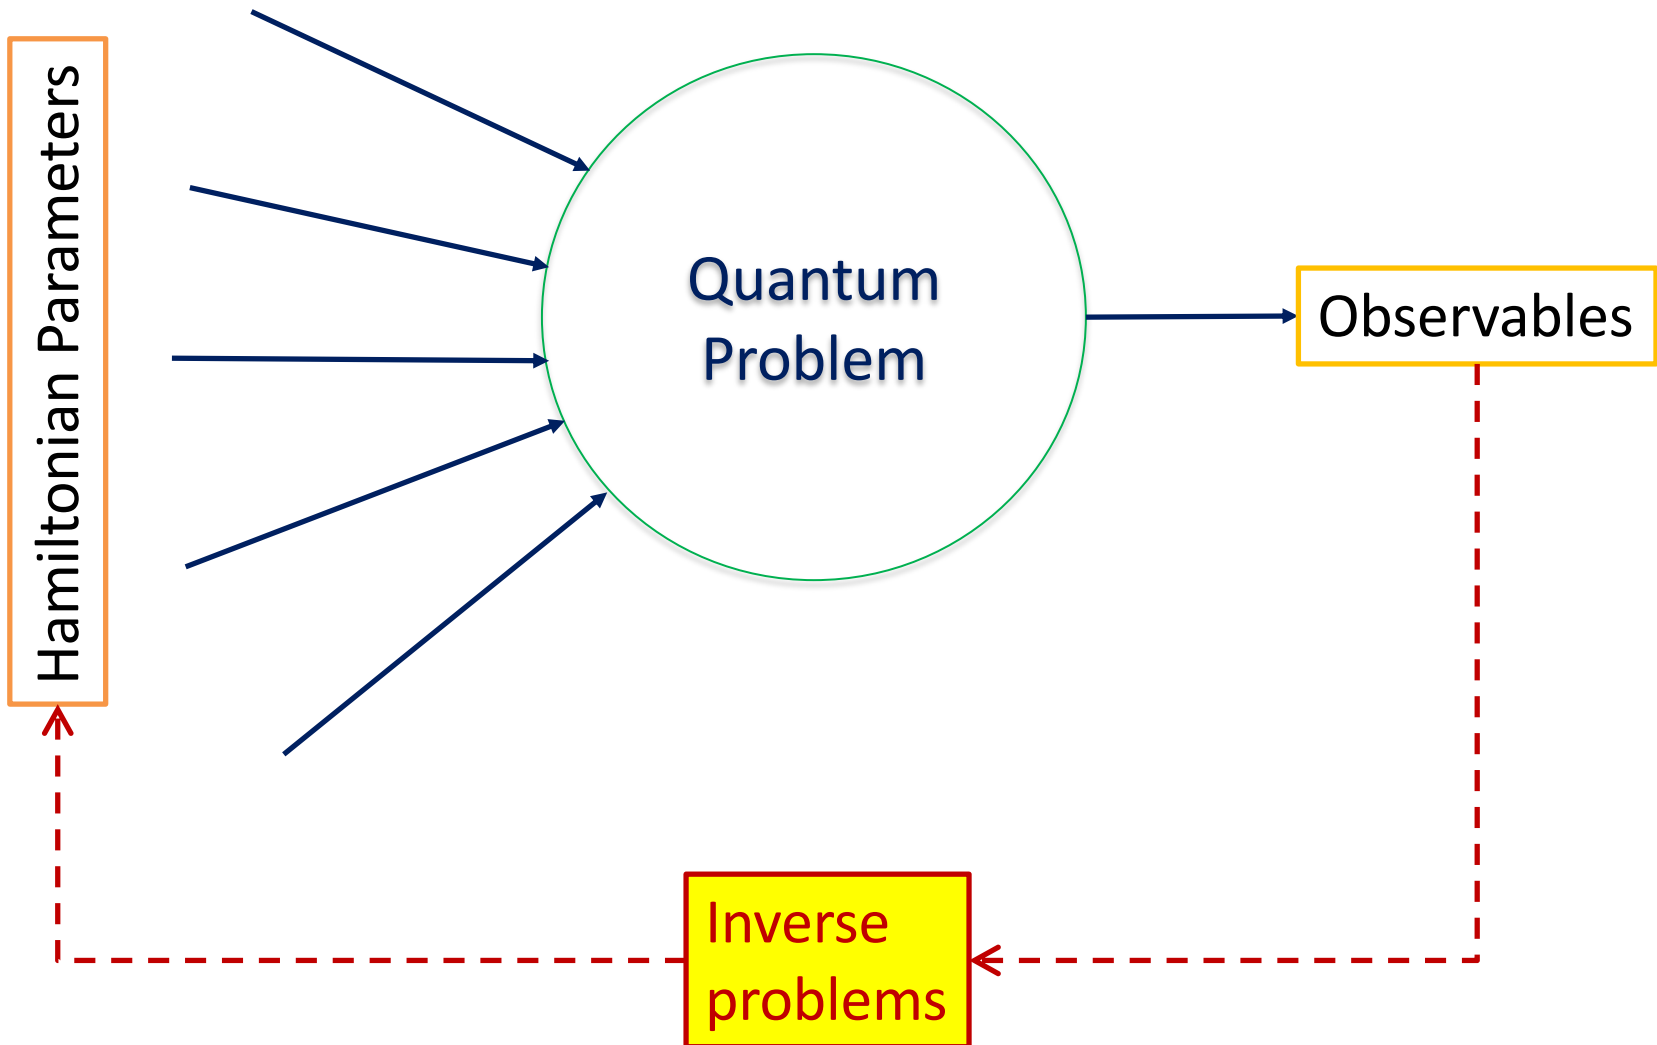 Hamiltonian Parameters
Quantum
Problem
Observables
Inverse
problems